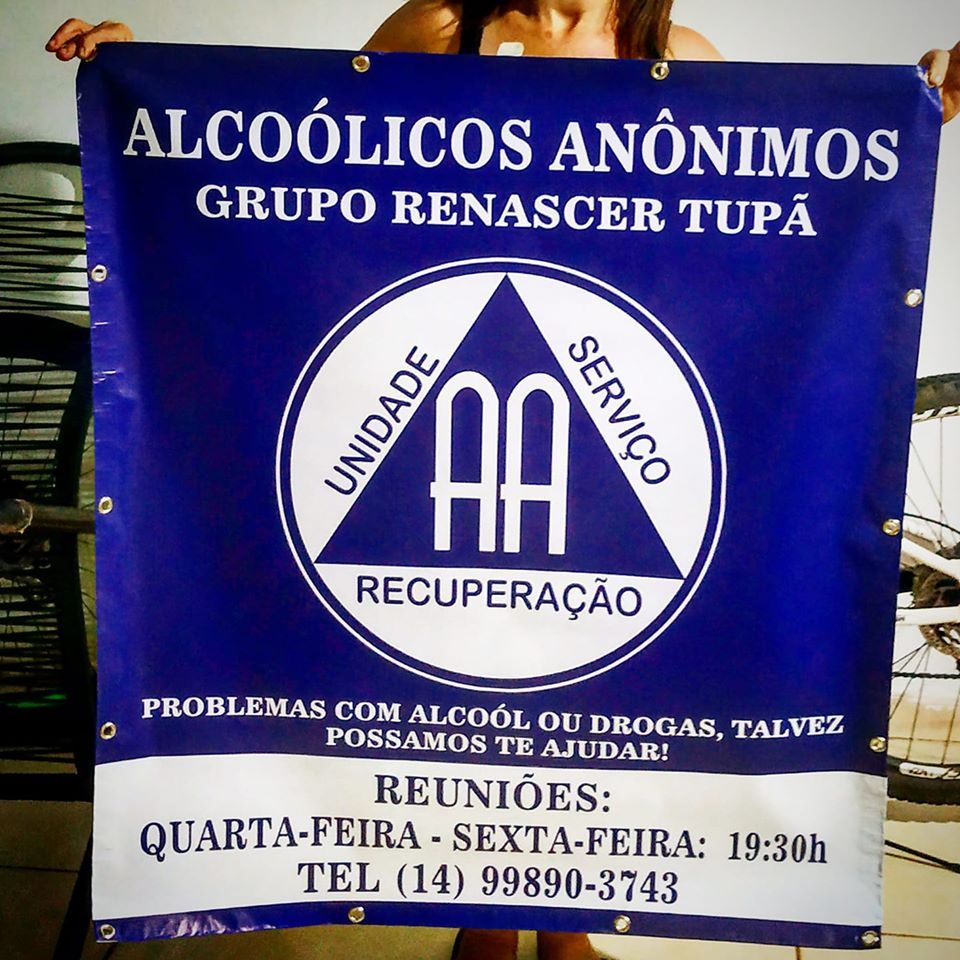 ALCOÓLICOS ANÔNIMOS
GRUPO RENASCER TUPÃ
UNIDADE
SERVIÇO
AA
RECUPERAÇÃO
PROBLEMAS COM ALCOÓL OU DROGAS, TALVEZ
POSSAMOS TE AJUDAR!
REUNIÕES:
QUARTA-FEIRA - SEXTA-FEIRA: 19:30h
TEL (14) 99890-3743